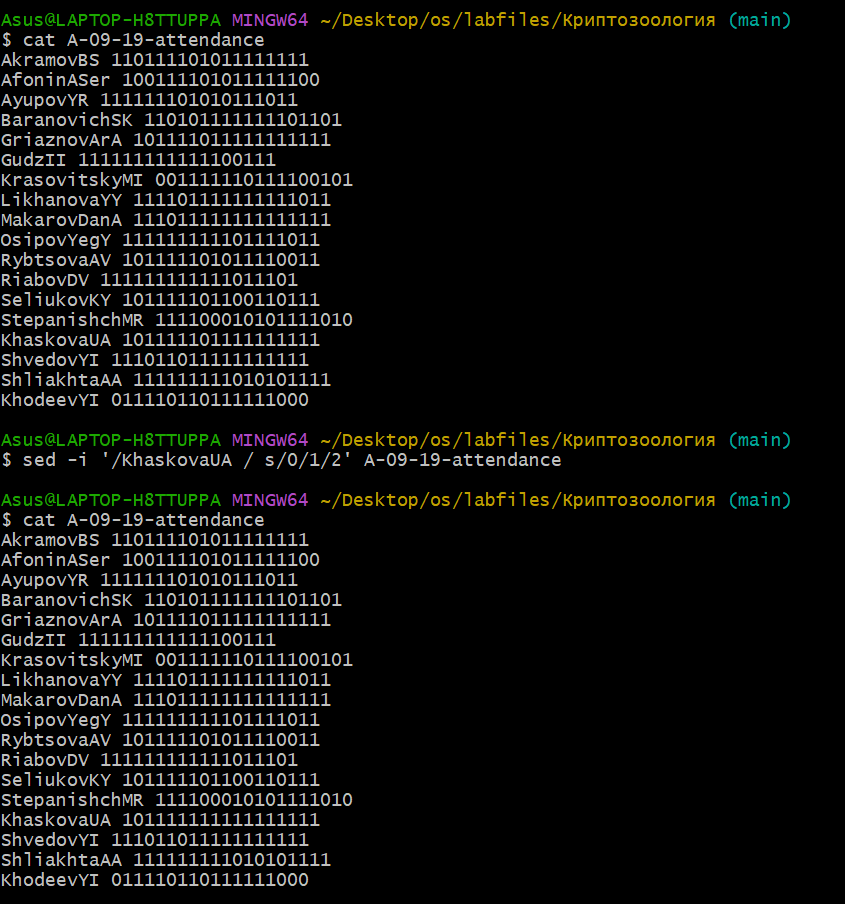 Asus@LAPTOP-H8TTUPPA MINGW64 ~/Desktop/os/labfiles/Криптозоология (main)
$ cat A-09-19-attendance
AkramovBS 110111101011111111
AfoninASer 100111101011111100
AyupovYR 111111101010111011
BaranovichSK 110101111111101101
GriaznovArA 101111011111111111
GudzII 111111111111100111
KrasovitskyMI 001111110111100101
LikhanovaYY 111101111111111011
MakarovDanA 111011111111111111
OsipovYegY 111111111101111011
RybtsovaAV 101111101011110011
RiabovDV 111111111111011101
SeliukovKY 101111101100110111
StepanishchMR 111100010101111010
KhaskovaUA 101111101111111111
ShvedovYI 111011011111111111
ShliakhtaAA 111111111010101111
KhodeevYI 011110110111111000
Asus@LAPTOP-H8TTUPPA MINGW64 ~/Desktop/os/labfiles/Криптозоология (main)
$ sed -i '/KhaskovaUA / s/0/1/2' A-09-19-attendance
Asus@LAPTOP-H8TTUPPA MINGW64 ~/Desktop/os/labfiles/Криптозоология (main)
$ cat A-09-19-attendance
AkramovBS 110111101011111111
AfoninASer 100111101011111100
AyupovYR 111111101010111011
BaranovichSK 110101111111101101
GriaznovArA 101111011111111111
GudzII 111111111111100111
KrasovitskyMI 001111110111100101
LikhanovaYY 111101111111111011
MakarovDanA 111011111111111111
OsipovYegY 111111111101111011
RybtsovaAV 101111101011110011
RiabovDV 111111111111011101
SeliukovKY 101111101100110111
StepanishchMR 111100010101111010
KhaskovaUA 101111111111111111
ShvedovYI 111011011111111111
ShliakhtaAA 111111111010101111
KhodeevYI 011110110111111000